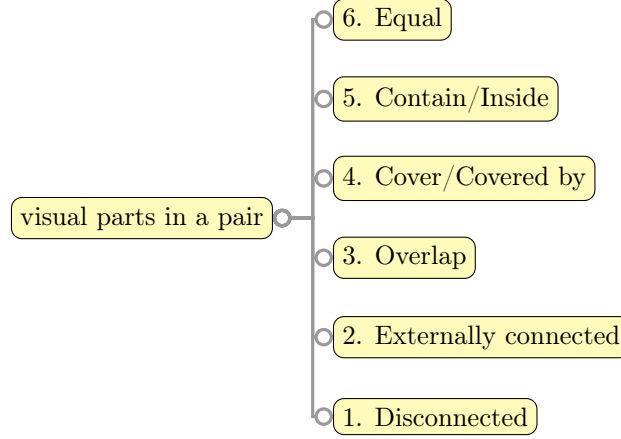 6. Equal
5. Contain/Inside
4. Cover/Covered by
visual parts in a pair
3. Overlap
2. Externally connected
1. Disconnected